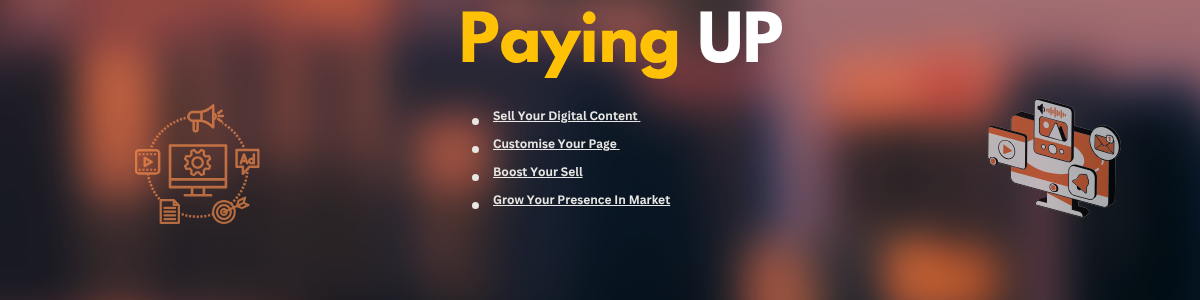 Paying UP
Sell Your Digital Content
Customise Your Page
Boost Your Sell
Grow Your Presence In Market
Ad